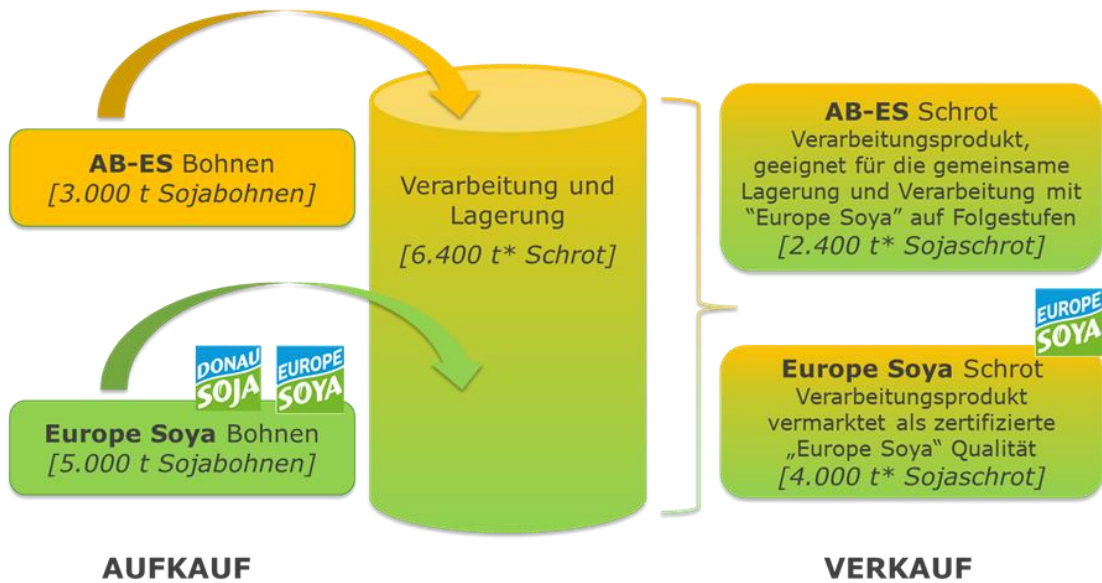 AB-ES Bohnen
[3.000 t Sojabohnen]
DONAU
SOJA
EUROPE
SOYA
Europe Soya Bohnen
[5.000 t Sojabohnen]
AUFKAUF
Verarbeitung und
Lagerung
[6.400 t* Schrot]
AB-ES Schrot
Verarbeitungsprodukt,
geeignet für die gemeinsame
Lagerung und Verarbeitung mit
“Europe Soya” auf Folgestufen
[2.400 t* Sojaschrot]
EUROPE
SOYA
Europe Soya Schrot
Verarbeitungsprodukt
vermarktet als zertifizierte
„Europe Soya“ Qualität
[4.000 t* Sojaschrot]
VERKAUF